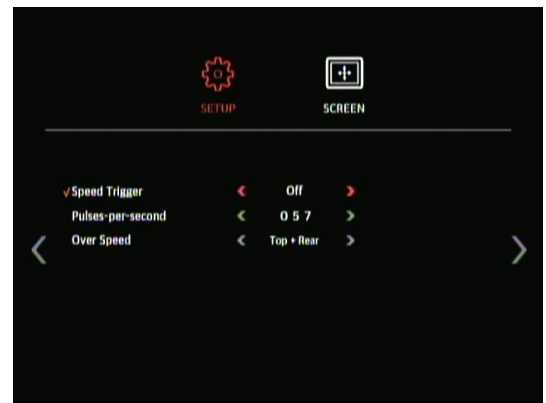 SETUP SCREEN
√ Speed Trigger < Off >
Pulses-per-second < 0 5 7 >
Over Speed < Top + Rear >